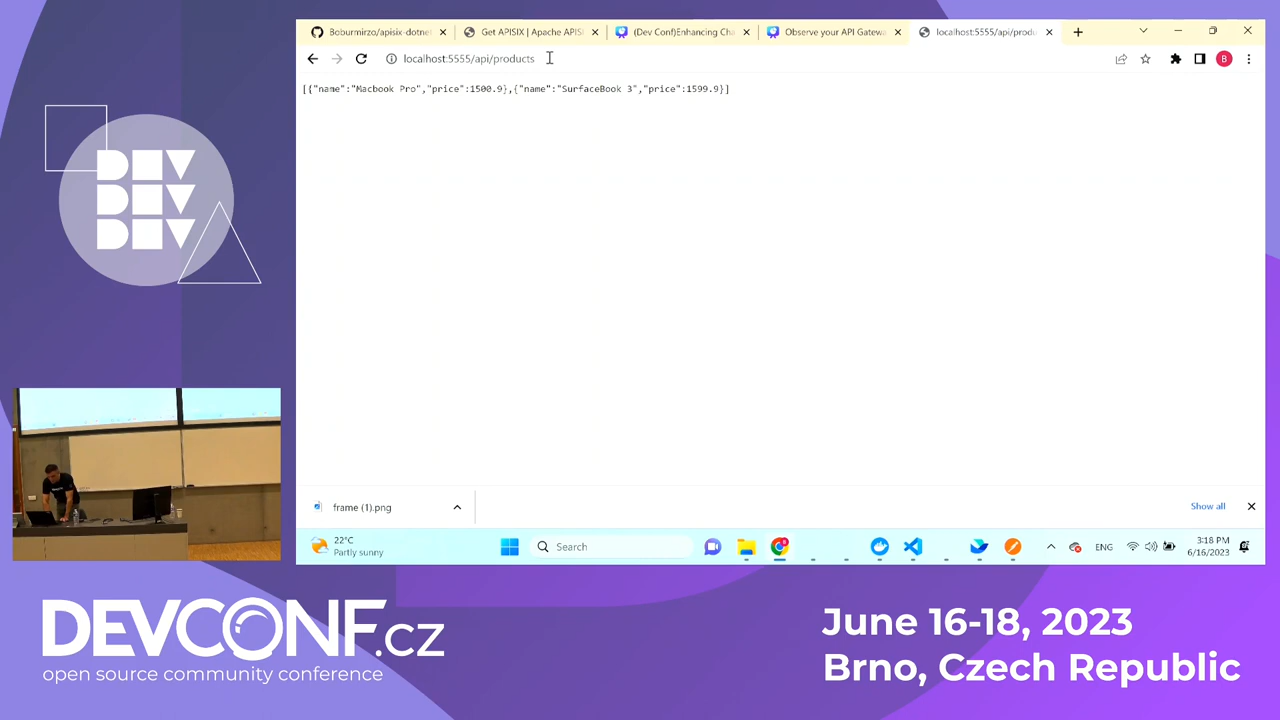 Boburmirzo/apisix-dotnet
Get APISIX | Apache APIS
(Dev Conf)Enhancing Cha
Observe your API Gatewa
localhost:5555/api/produ
localhost:5555/api/products
B
[{"name":"Macbook Pro","price":1500.9},{"name":"SurfaceBook 3","price":1599.9}]
DEV
DEV
DEV
frame (1).png
Show all
22°C
Partly sunny
Search
ENG
3:18 PM
6/16/2023
DEVCONF.cz
open source community conference
June 16-18, 2023
Brno, Czech Republic